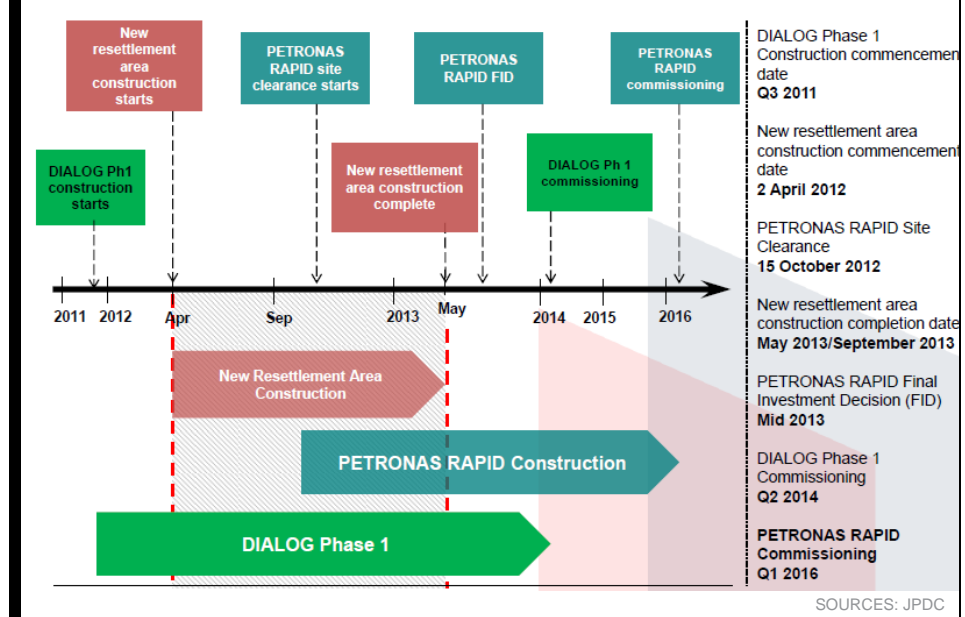 New
resettlement
area
construction
starts
PETRONAS
RAPID site
clearance starts
PETRONAS
RAPID FID
PETRONAS
RAPID
commissioning
DIALOG Ph1
construction
starts
New resettlement
area construction
complete
DIALOG Ph 1
commissioning
2011 2012 Apr Sep 2013 May 2014 2015 2016
New Resettlement Area
Construction
PETRONAS RAPID Construction
DIALOG Phase 1
DIALOG Phase 1
Construction commencemen
date
Q3 2011
New resettlement area
construction commencement
date
2 April 2012
PETRONAS RAPID Site
Clearance
15 October 2012
New resettlement area
construction completion date
May 2013/September 2013
PETRONAS RAPID Final
Investment Decision (FID)
Mid 2013
DIALOG Phase 1
Commissioning
Q2 2014
PETRONAS RAPID
Commissioning
Q1 2016
SOURCES: JPDC